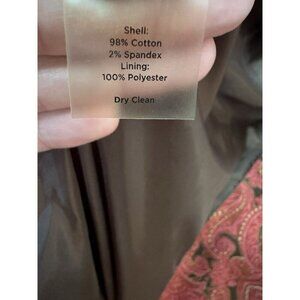 Shell:
98% Cotton
2% Spandex
Lining:
100% Polyester
Dry Clean